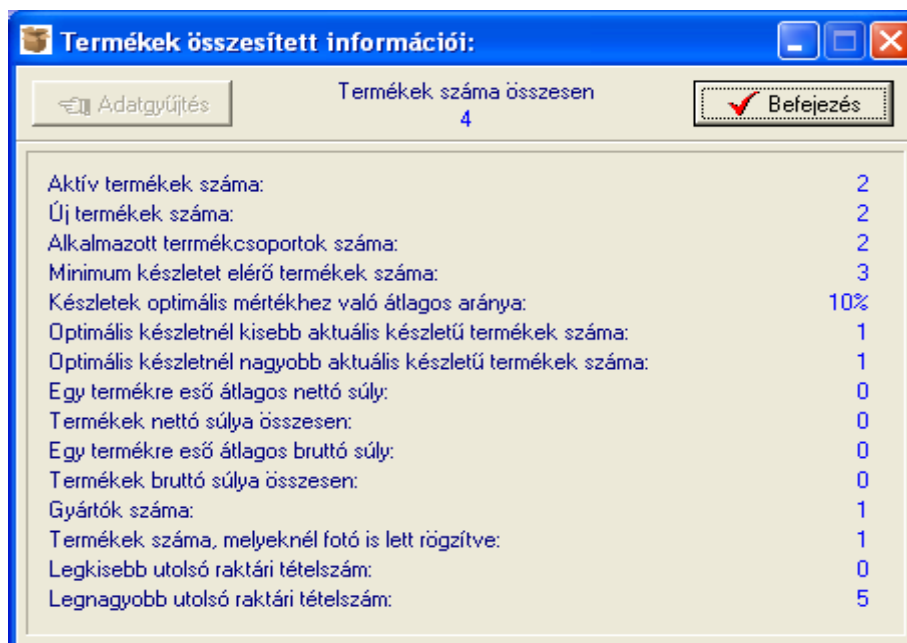 Termékek összesített információi:
Adatgyűjtés
Termékek száma összesen
4
Befejezés
Aktív termékek száma: 2
Új termékek száma: 2
Alkalmazott terrmékcsoportok száma: 2
Minimum készletet elérő termékek száma: 3
Készletek optimális mértékhez való átlagos aránya: 10%
Optimális készletnél kisebb aktuális készletű termékek száma: 1
Optimális készletnél nagyobb aktuális készletű termékek száma: 1
Egy termékre eső átlagos nettó súly: 0
Termékek nettó súlya összesen: 0
Egy termékre eső átlagos bruttó súly: 0
Termékek bruttó súlya összesen: 0
Gyártók száma: 1
Termékek száma, melyeknél fotó is lett rögzítve: 1
Legkisebb utolsó raktári tételszám: 0
Legnagyobb utolsó raktári tételszám: 5